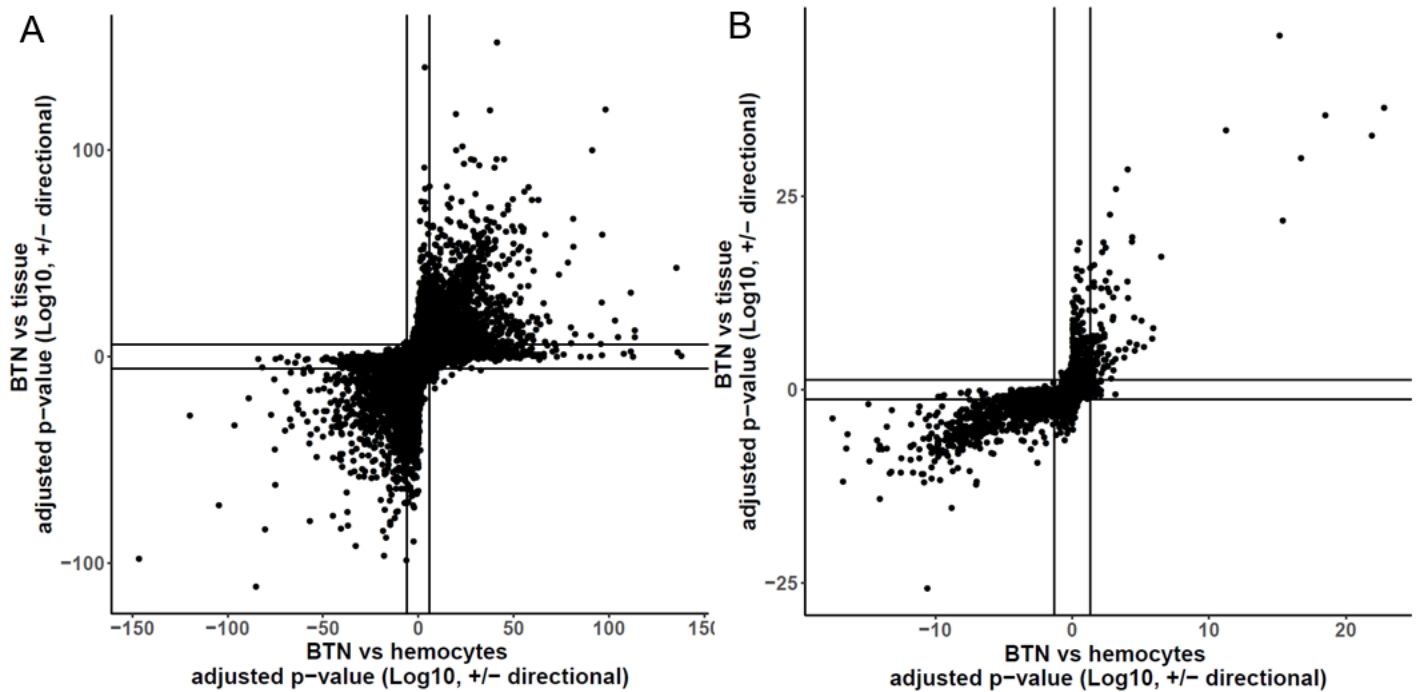 A
BTN vs tissue
adjusted p−value (Log10, +/− directional)
100
0
−100
−150
−100
−50
0
50
100
150
BTN vs hemocytes
adjusted p−value (Log10, +/− directional)
B
BTN vs tissue
adjusted p−value (Log10, +/− directional)
25
0
−25
−10
0
10
20
BTN vs hemocytes
adjusted p−value (Log10, +/− directional)